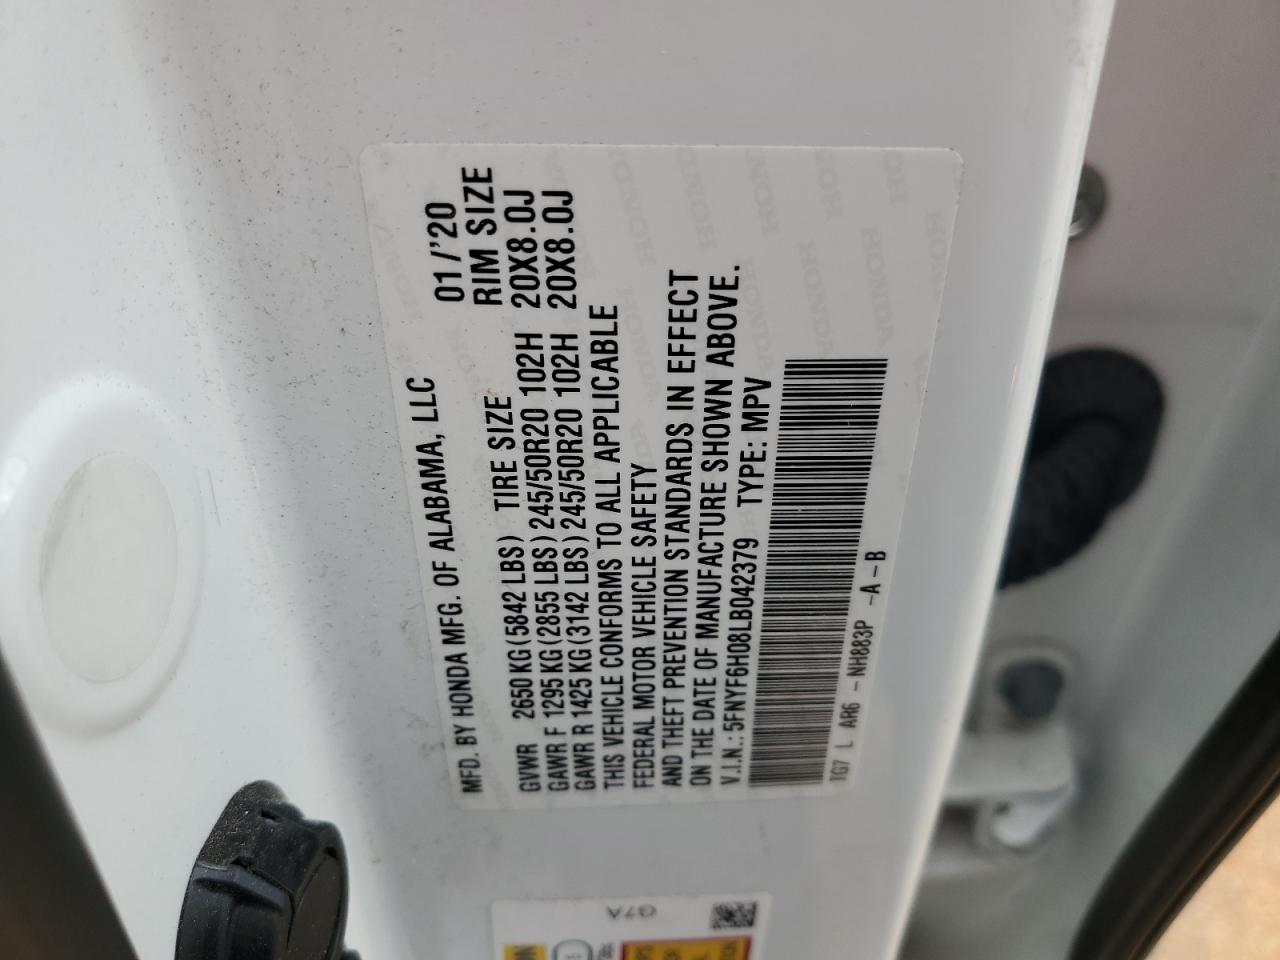 MFD. BY HONDA MFG. OF ALABAMA, LLC 01/'20
GVWR 2650 KG(5842 LBS) TIRE SIZE RIM SIZE
GAWR F 1295 KG(2855 LBS)245/50R20 102H 20X8.0J
GAWR R 1425 KG(3142 LBS)245/50R20 102H 20X8.0J
THIS VEHICLE CONFORMS TO ALL APPLICABLE
FEDERAL MOTOR VEHICLE SAFETY
AND THEFT PREVENTION STANDARDS IN EFFECT
ON THE DATE OF MANUFACTURE SHOWN ABOVE.
V.I.N.: 5FNYF6H08LB042379 TYPE: MPV
TG7 L AR6 - NH883P -A-B
G7A